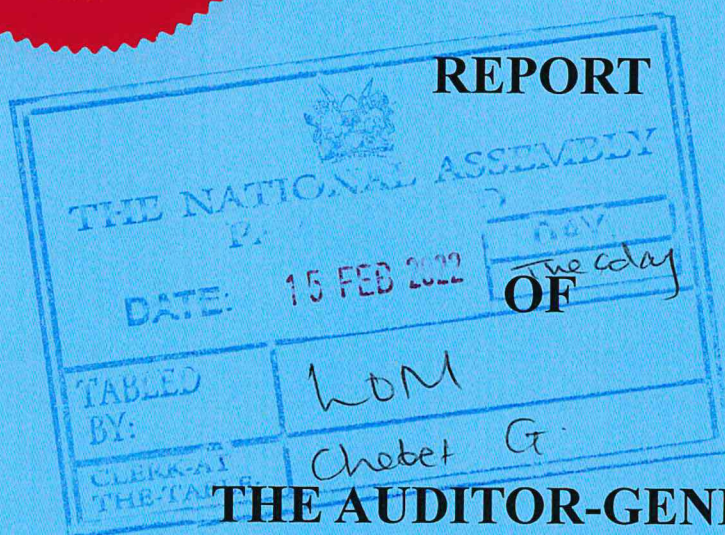 REPORT
THE NATIONAL ASSEMBLY
DAY.
DATE: 15 FEB 2022 Tuesday
OF
TABLED BY: LOM
CLERK-AT THE-TABLE: Chebet G.
THE AUDITOR-GEN